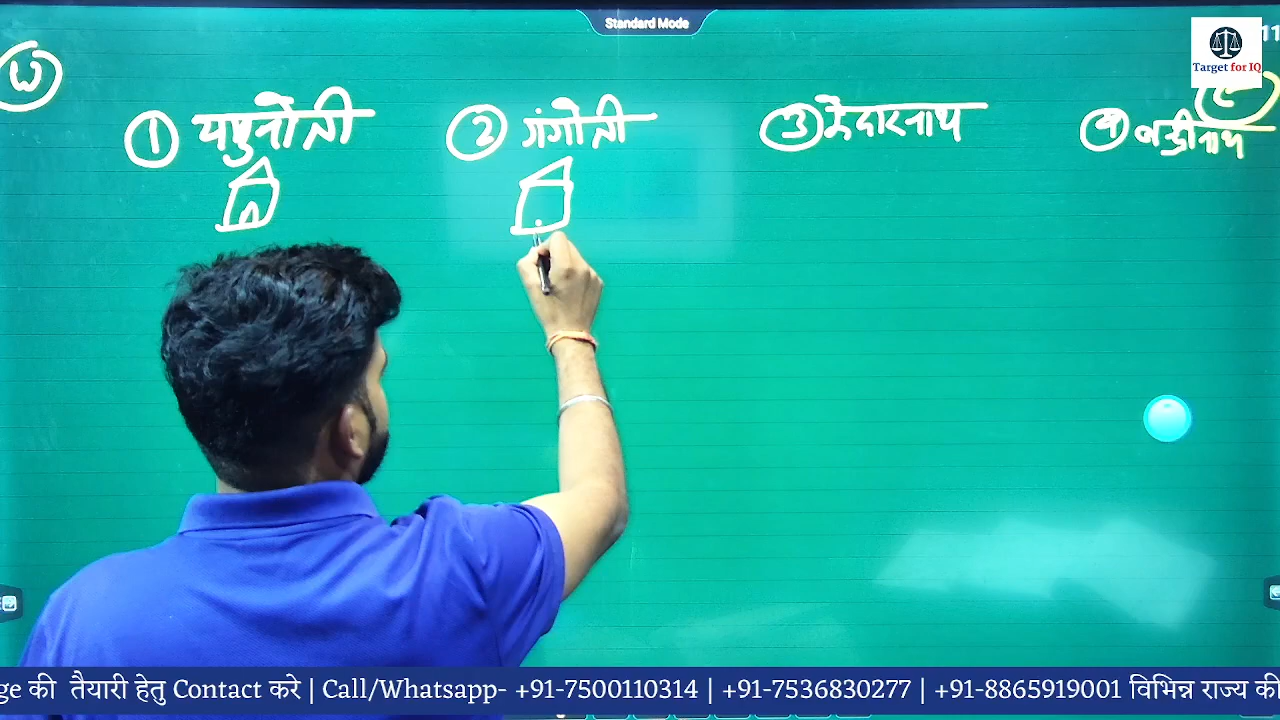 Standard Mode
11
Target for IQ
W
E
① यमुनोत्री ② गंगोत्री ③ केदारनाथ ④ बद्रीनाथ
ge की तैयारी हेतु Contact करे | Call/Whatsapp- +91-7500110314 | +91-7536830277 | +91-8865919001 विभिन्न राज्य की